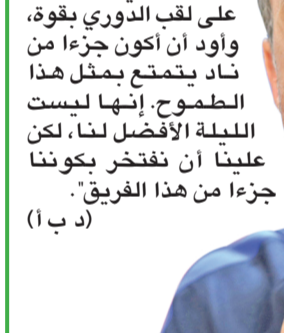 على لقب الدوري بقوة،
وأود أن أكون جزءا من
ناد يتمتع بمثل هذا
الطموح. إنها ليست
الليلة الأفضل لنا، لكن
علينا أن نفتخر بكوننا
جزءا من هذا الفريق".
(د ب أ)